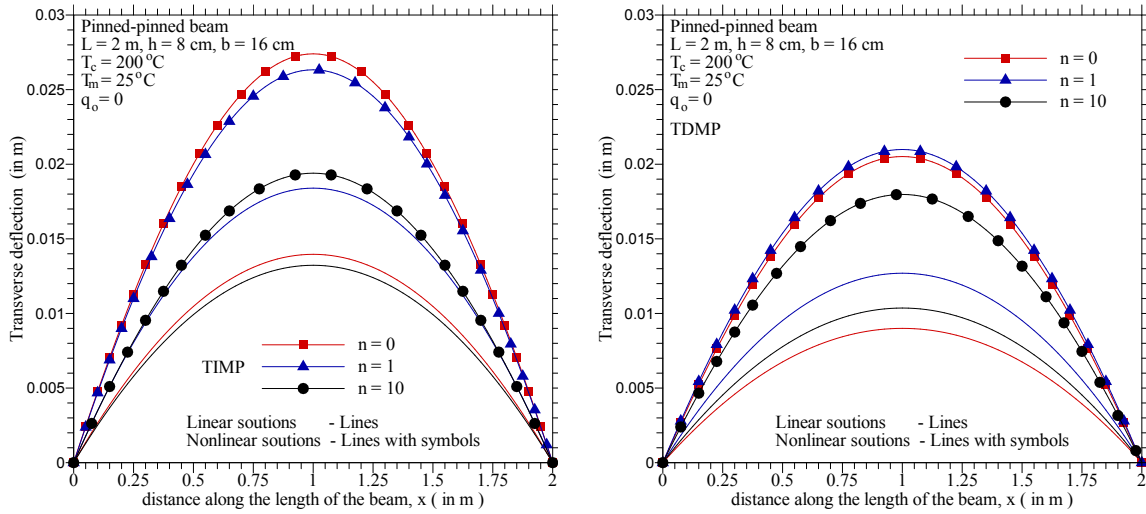 Pinned-pinned beam
L = 2 m, h = 8 cm, b = 16 cm
T_c = 200 °C
T_m = 25 °C
q_o = 0
0.03
0.025
0.02
0.015
0.01
0.005
0
Transverse deflection (in m)
TIMP
n = 0
n = 1
n = 10
Linear soutions - Lines
Nonlinear soutions - Lines with symbols
0 0.25 0.5 0.75 1 1.25 1.5 1.75 2
distance along the length of the beam, x ( in m )
Pinned-pinned beam
L = 2 m, h = 8 cm, b = 16 cm
T_c = 200 °C
T_m = 25 °C
q_o = 0
TDMP
n = 0
n = 1
n = 10
0.03
0.025
0.02
0.015
0.01
0.005
0
Transverse deflection (in m)
Linear soutions - Lines
Nonlinear soutions - Lines with symbols
0 0.25 0.5 0.75 1 1.25 1.5 1.75 2
distance along the length of the beam, x ( in m )